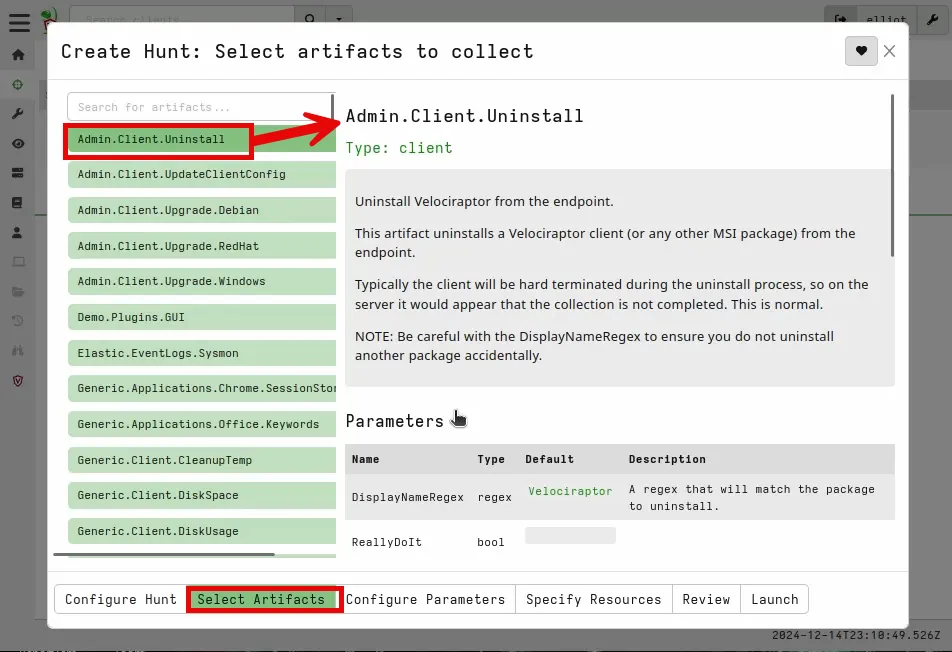 Search clients
elliot
Create Hunt: Select artifacts to collect
Search for artifacts...
Admin.Client.Uninstall
Admin.Client.UpdateClientConfig
Admin.Client.Upgrade.Debian
Admin.Client.Upgrade.RedHat
Admin.Client.Upgrade.Windows
Demo.Plugins.GUI
Elastic.EventLogs.Sysmon
Generic.Applications.Chrome.SessionStor
Generic.Applications.Office.Keywords
Generic.Client.CleanupTemp
Generic.Client.DiskSpace
Generic.Client.DiskUsage
Admin.Client.Uninstall
Type: client
Uninstall Velociraptor from the endpoint.
This artifact uninstalls a Velociraptor client (or any other MSI package) from the
endpoint.
Typically the client will be hard terminated during the uninstall process, so on the
server it would appear that the collection is not completed. This is normal.
NOTE: Be careful with the DisplayNameRegex to ensure you do not uninstall
another package accidentally.
Parameters
Name Type Default Description
DisplayNameRegex regex Velociraptor A regex that will match the package
to uninstall.
ReallyDoIt bool
Configure Hunt Select Artifacts Configure Parameters Specify Resources Review Launch
2024-12-14T23:10:49.526Z